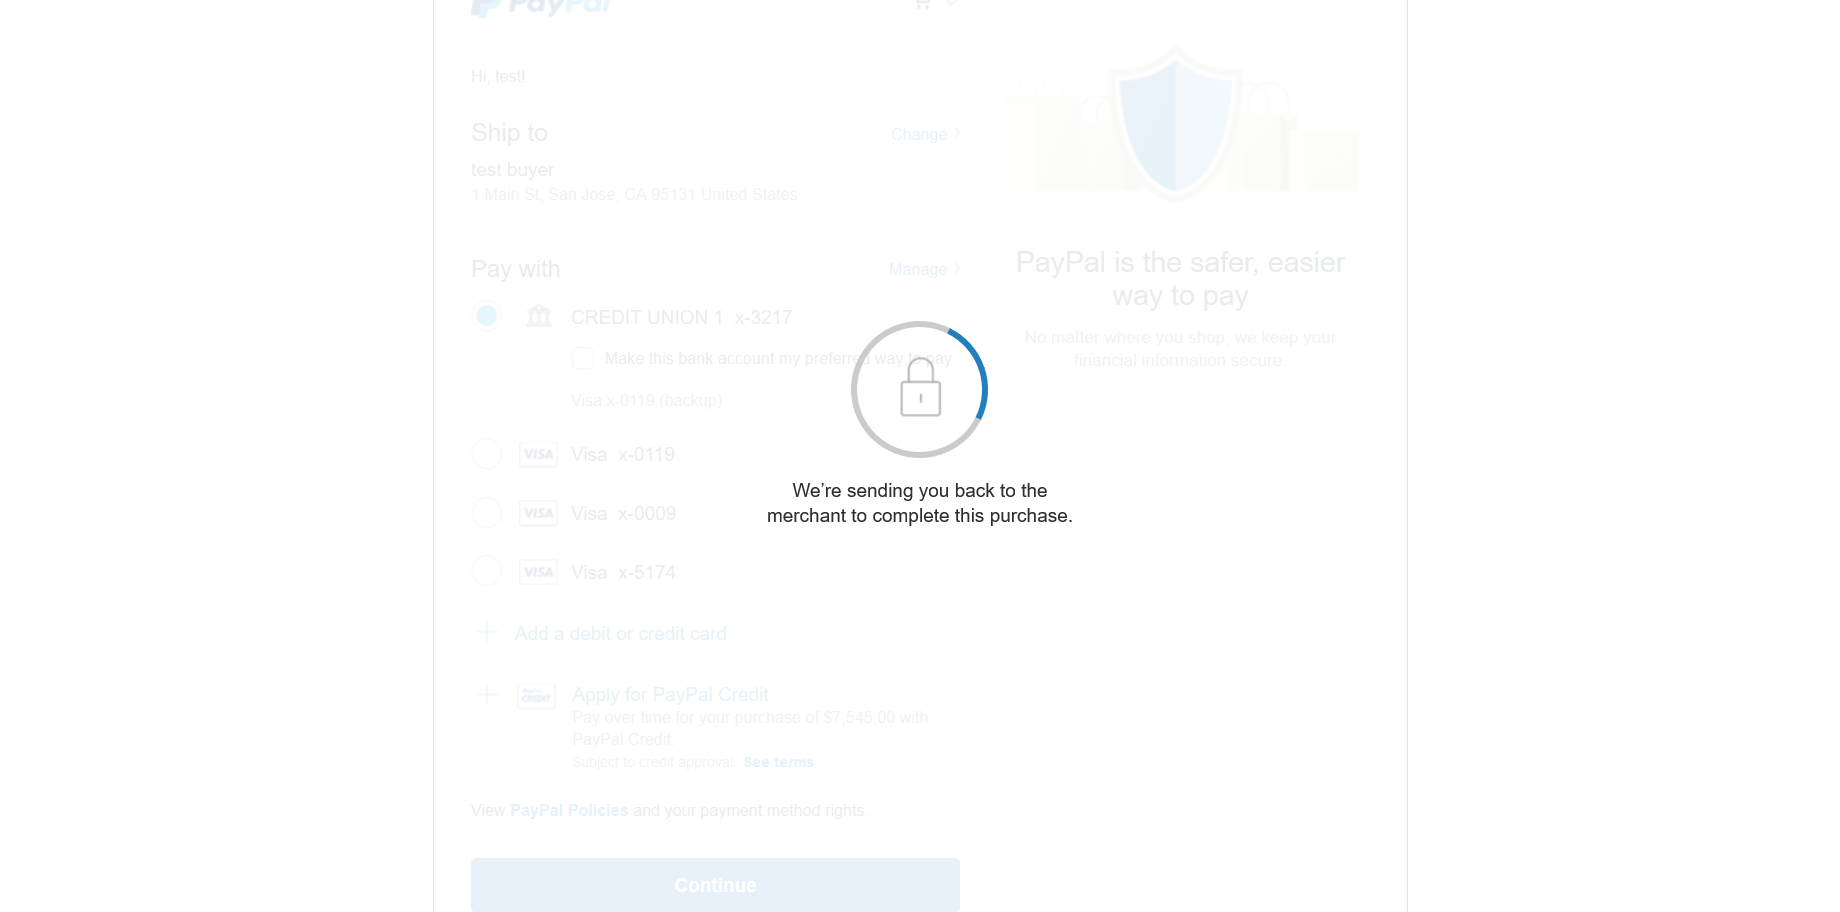 PayPal
Hi, test!
Ship to
Change
test buyer
1 Main St, San Jose, CA 95131 United States
Pay with
Manage
CREDIT UNION 1 x-3217
Make this bank account my preferred way to pay
Visa x-0119 (backup)
VISA Visa x-0119
VISA Visa x-0009
VISA Visa x-5174
Add a debit or credit card
CREDIT
Apply for PayPal Credit
Pay over time for your purchase of $7,545.00 with
PayPal Credit.
Subject to credit approval. See terms
View PayPal Policies and your payment method rights.
Continue
PayPal is the safer, easier
way to pay
No matter where you shop, we keep your
financial information secure.
We’re sending you back to the
merchant to complete this purchase.